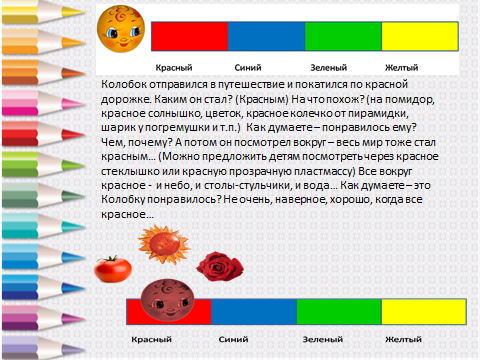 Красный Синий Зеленый Желтый
Колобок отправился в путешествие и покатился по красной
дорожке. Каким он стал? (Красным) На что похож? (на помидор,
красное солнышко, цветок, красное колечко от пирамидки,
шарик у погремушки и т.п.) Как думаете – понравилось ему?
Чем, почему? А потом он посмотрел вокруг – весь мир тоже стал
красным... (Можно предложить детям посмотреть через красное
стеклышко или красную прозрачную пластмассу) Все вокруг
красное - и небо, и столы-стульчики, и вода... Как думаете – это
Колобку понравилось? Не очень, наверное, хорошо, когда все
красное...
Красный Синий Зеленый Желтый